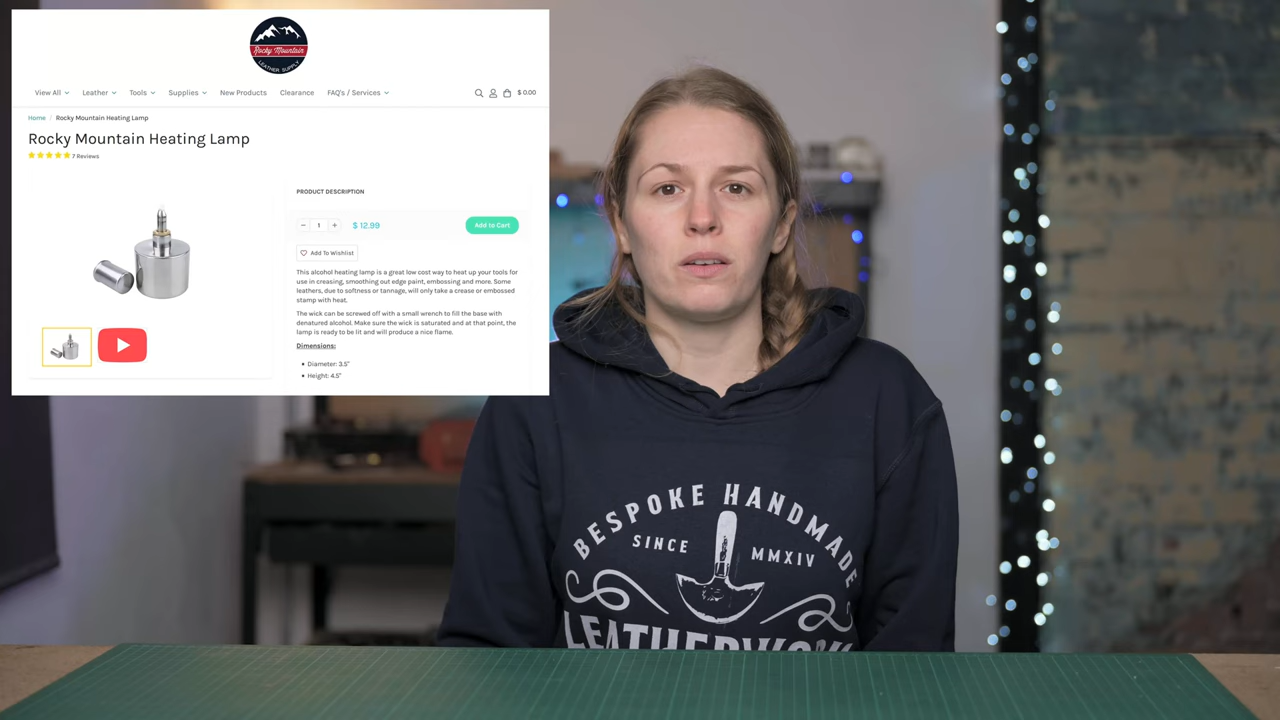 Rocky Mountain
LEATHER SUPPLY
View All Leather Tools Supplies New Products Clearance FAQ's / Services $ 0.00
Home / Rocky Mountain Heating Lamp
Rocky Mountain Heating Lamp
7 Reviews
PRODUCT DESCRIPTION
− 1 + $ 12.99 Add to Cart
Add To Wishlist
This alcohol heating lamp is a great low cost way to heat up your tools for
use in creasing, smoothing out edge paint, embossing and more. Some
leathers, due to softness or tannage, will only take a crease or embossed
stamp with heat.
The wick can be screwed off with a small wrench to fill the base with
denatured alcohol. Make sure the wick is saturated and at that point, the
lamp is ready to be lit and will produce a nice flame.
Dimensions:
• Diameter: 3.5"
• Height: 4.5"
BESPOKE HANDMADE
SINCE MMXIV
LEATHERWORK